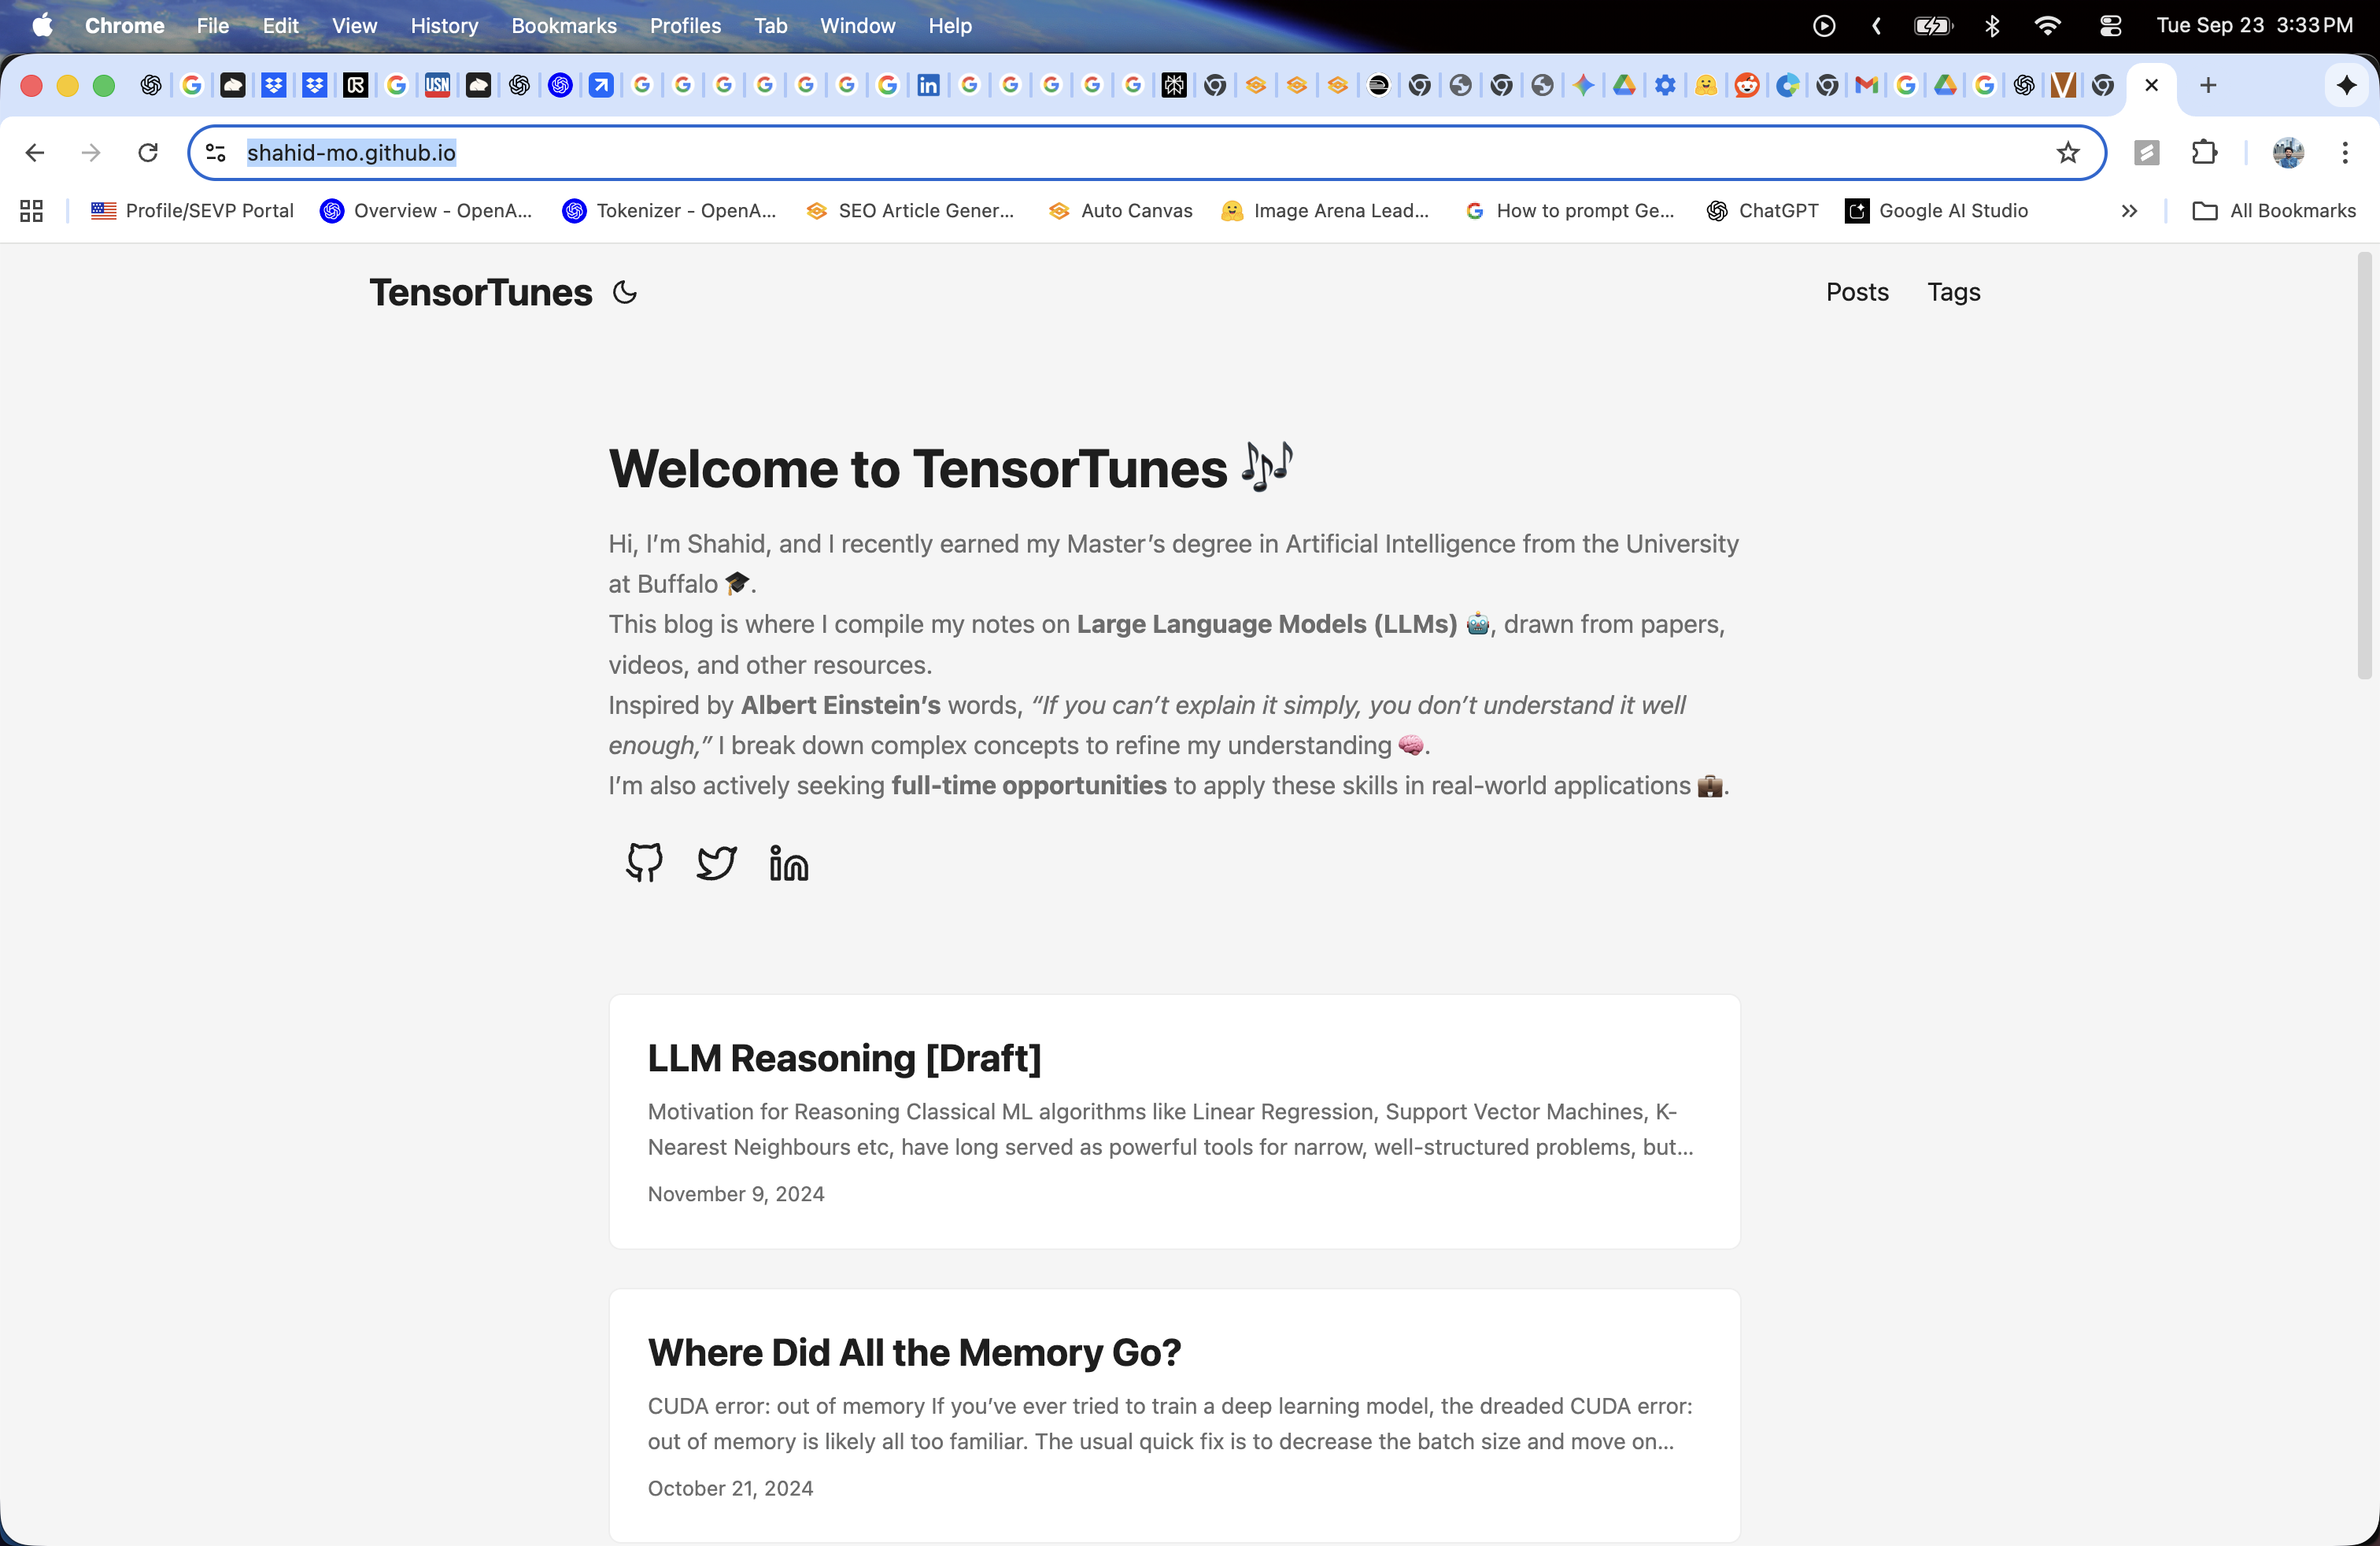 Chrome File Edit View History Bookmarks Profiles Tab Window Help Tue Sep 23 3:33 PM
USN
shahid-mo.github.io
Profile/SEVP Portal Overview - OpenA... Tokenizer - OpenA... SEO Article Gener... Auto Canvas Image Arena Lead... How to prompt Ge... ChatGPT Google AI Studio All Bookmarks
TensorTunes Posts Tags
Welcome to TensorTunes 🎶
Hi, I’m Shahid, and I recently earned my Master’s degree in Artificial Intelligence from the University
at Buffalo 🎓.
This blog is where I compile my notes on Large Language Models (LLMs) 🤖, drawn from papers,
videos, and other resources.
Inspired by Albert Einstein’s words, “If you can’t explain it simply, you don’t understand it well
enough,” I break down complex concepts to refine my understanding 🧠.
I’m also actively seeking full-time opportunities to apply these skills in real-world applications 💼.
LLM Reasoning [Draft]
Motivation for Reasoning Classical ML algorithms like Linear Regression, Support Vector Machines, K-
Nearest Neighbours etc, have long served as powerful tools for narrow, well-structured problems, but...
November 9, 2024
Where Did All the Memory Go?
CUDA error: out of memory If you’ve ever tried to train a deep learning model, the dreaded CUDA error:
out of memory is likely all too familiar. The usual quick fix is to decrease the batch size and move on...
October 21, 2024